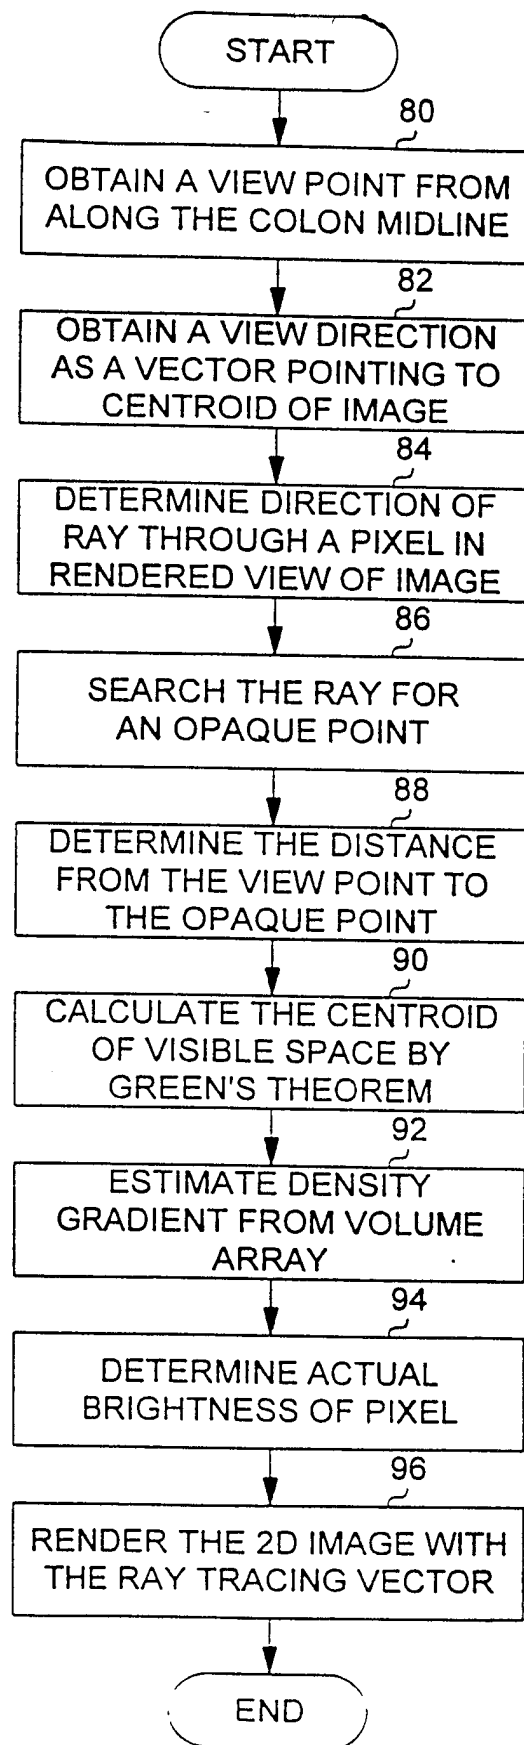 START
80
OBTAIN A VIEW POINT FROM
ALONG THE COLON MIDLINE
82
OBTAIN A VIEW DIRECTION
AS A VECTOR POINTING TO
CENTROID OF IMAGE
84
DETERMINE DIRECTION OF
RAY THROUGH A PIXEL IN
RENDERED VIEW OF IMAGE
86
SEARCH THE RAY FOR
AN OPAQUE POINT
88
DETERMINE THE DISTANCE
FROM THE VIEW POINT TO
THE OPAQUE POINT
90
CALCULATE THE CENTROID
OF VISIBLE SPACE BY
GREEN'S THEOREM
92
ESTIMATE DENSITY
GRADIENT FROM VOLUME
ARRAY
94
DETERMINE ACTUAL
BRIGHTNESS OF PIXEL
96
RENDER THE 2D IMAGE WITH
THE RAY TRACING VECTOR
END